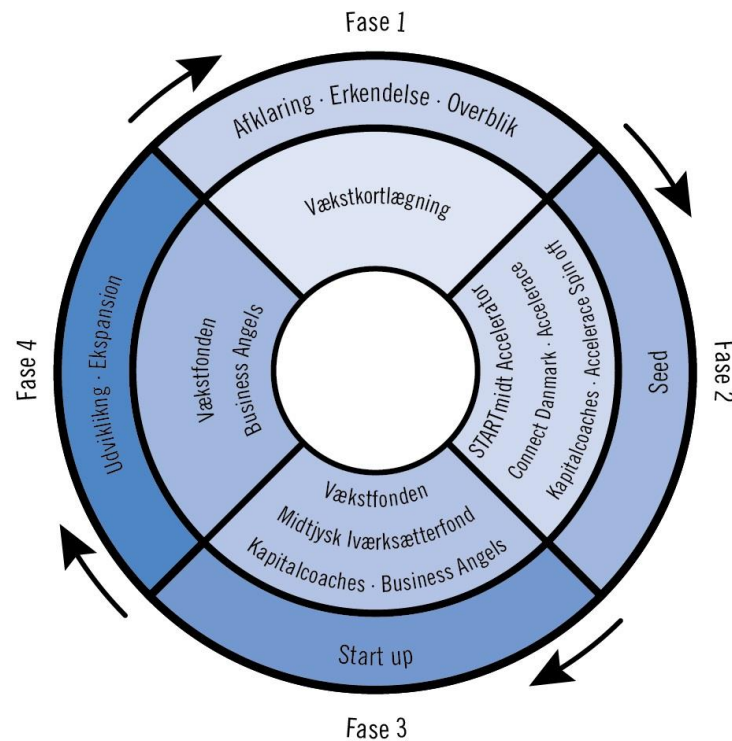 Fase 1
Afklaring · Erkendelse · Overblik
Vækstkortlægning
Fase 2
Seed
STARTmidt Accelerator
Connect Danmark · Accelerace
Kapitalcoaches · Accelerace Spin off
Fase 3
Start up
Vækstfonden
Midtjysk Iværksætterfond
Kapitalcoaches · Business Angels
Fase 4
Udviklikng · Ekspansion
Vækstfonden
Business Angels